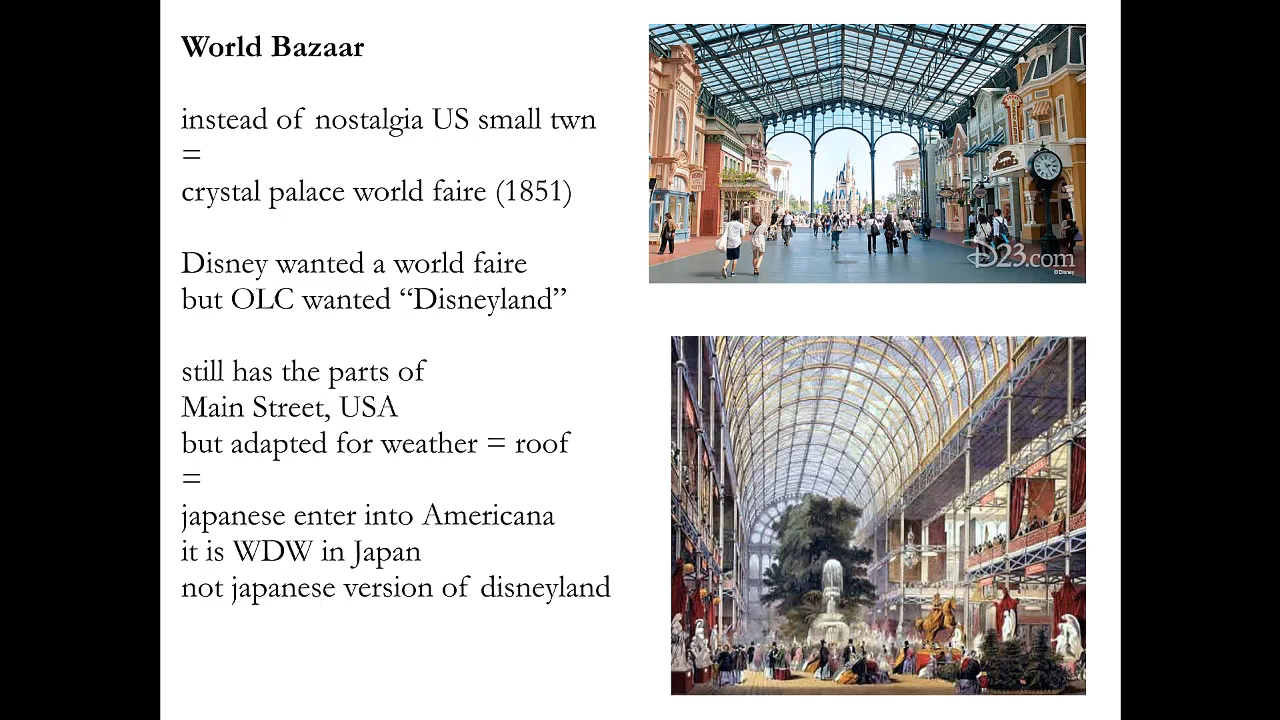 World Bazaar
instead of nostalgia US small twn
=
crystal palace world faire (1851)
Disney wanted a world faire
but OLC wanted “Disneyland”
still has the parts of
Main Street, USA
but adapted for weather = roof
=
japanese enter into Americana
it is WDW in Japan
not japanese version of disneyland
D23.com
©Disney